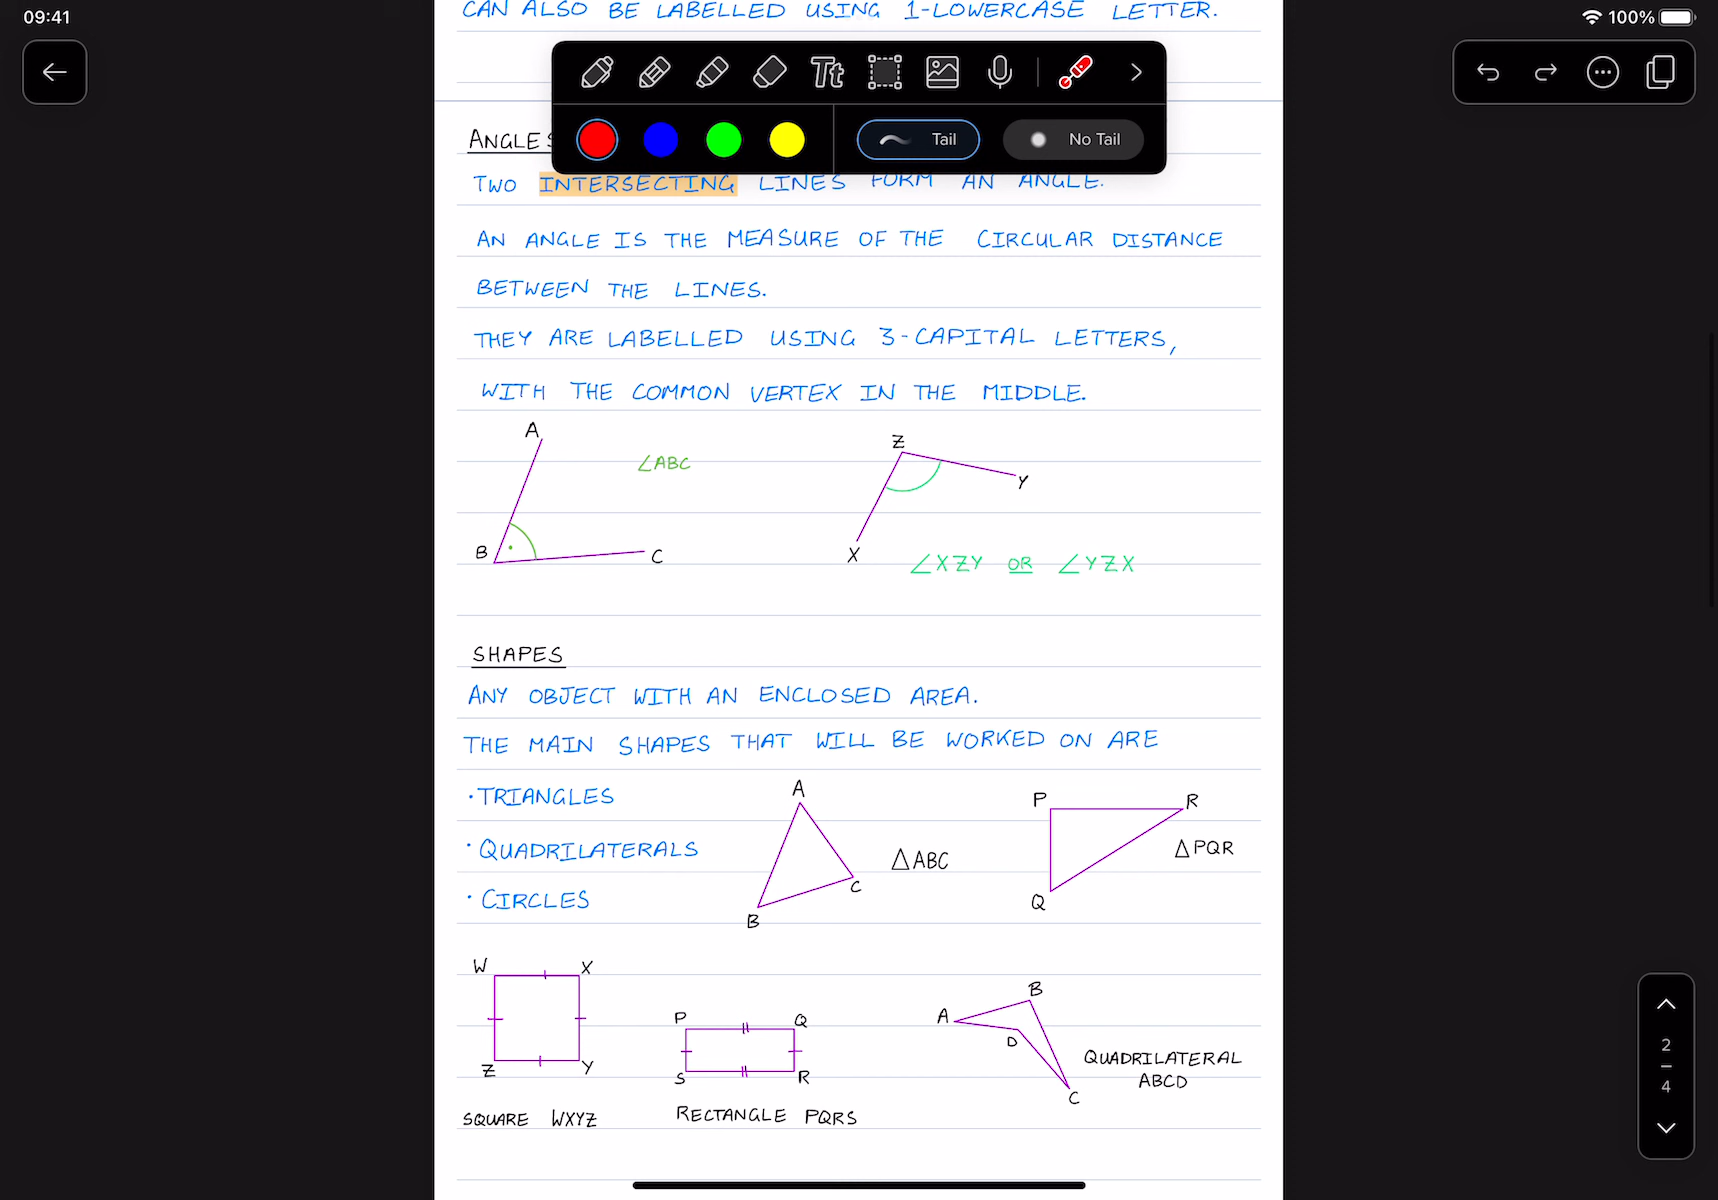 09:41
100%
CAN ALSO BE LABELLED USING 1-LOWERCASE LETTER.
Tt
Tail
No Tail
ANGLES
TWO INTERSECTING LINES FORM AN ANGLE.
AN ANGLE IS THE MEASURE OF THE CIRCULAR DISTANCE
BETWEEN THE LINES.
THEY ARE LABELLED USING 3-CAPITAL LETTERS,
WITH THE COMMON VERTEX IN THE MIDDLE.
A
∠ABC
B
C
Z
Y
X
∠XZY OR ∠YZX
SHAPES
ANY OBJECT WITH AN ENCLOSED AREA.
THE MAIN SHAPES THAT WILL BE WORKED ON ARE
· TRIANGLES
· QUADRILATERALS
· CIRCLES
A
B
C
△ABC
P
R
Q
△PQR
W
X
Z
Y
SQUARE WXYZ
P
Q
S
R
RECTANGLE PQRS
A
B
D
C
QUADRILATERAL
ABCD
2
4